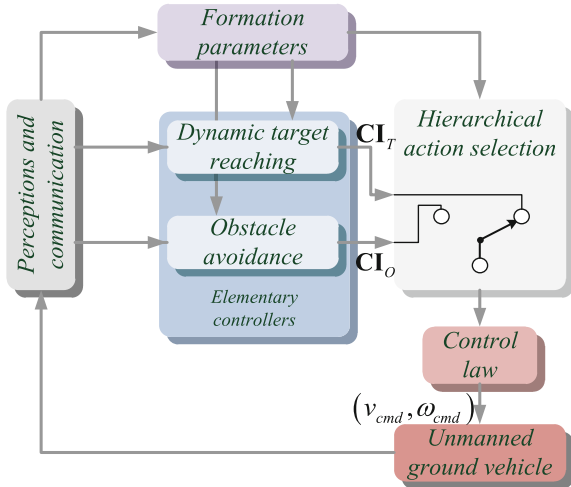 Formation
parameters
Perceptions and
communication
Dynamic target
reaching
Obstacle
avoidance
Elementary
controllers
CI_T
CI_O
Hierarchical
action selection
Control
law
(v_cmd, ω_cmd)
Unmanned
ground vehicle